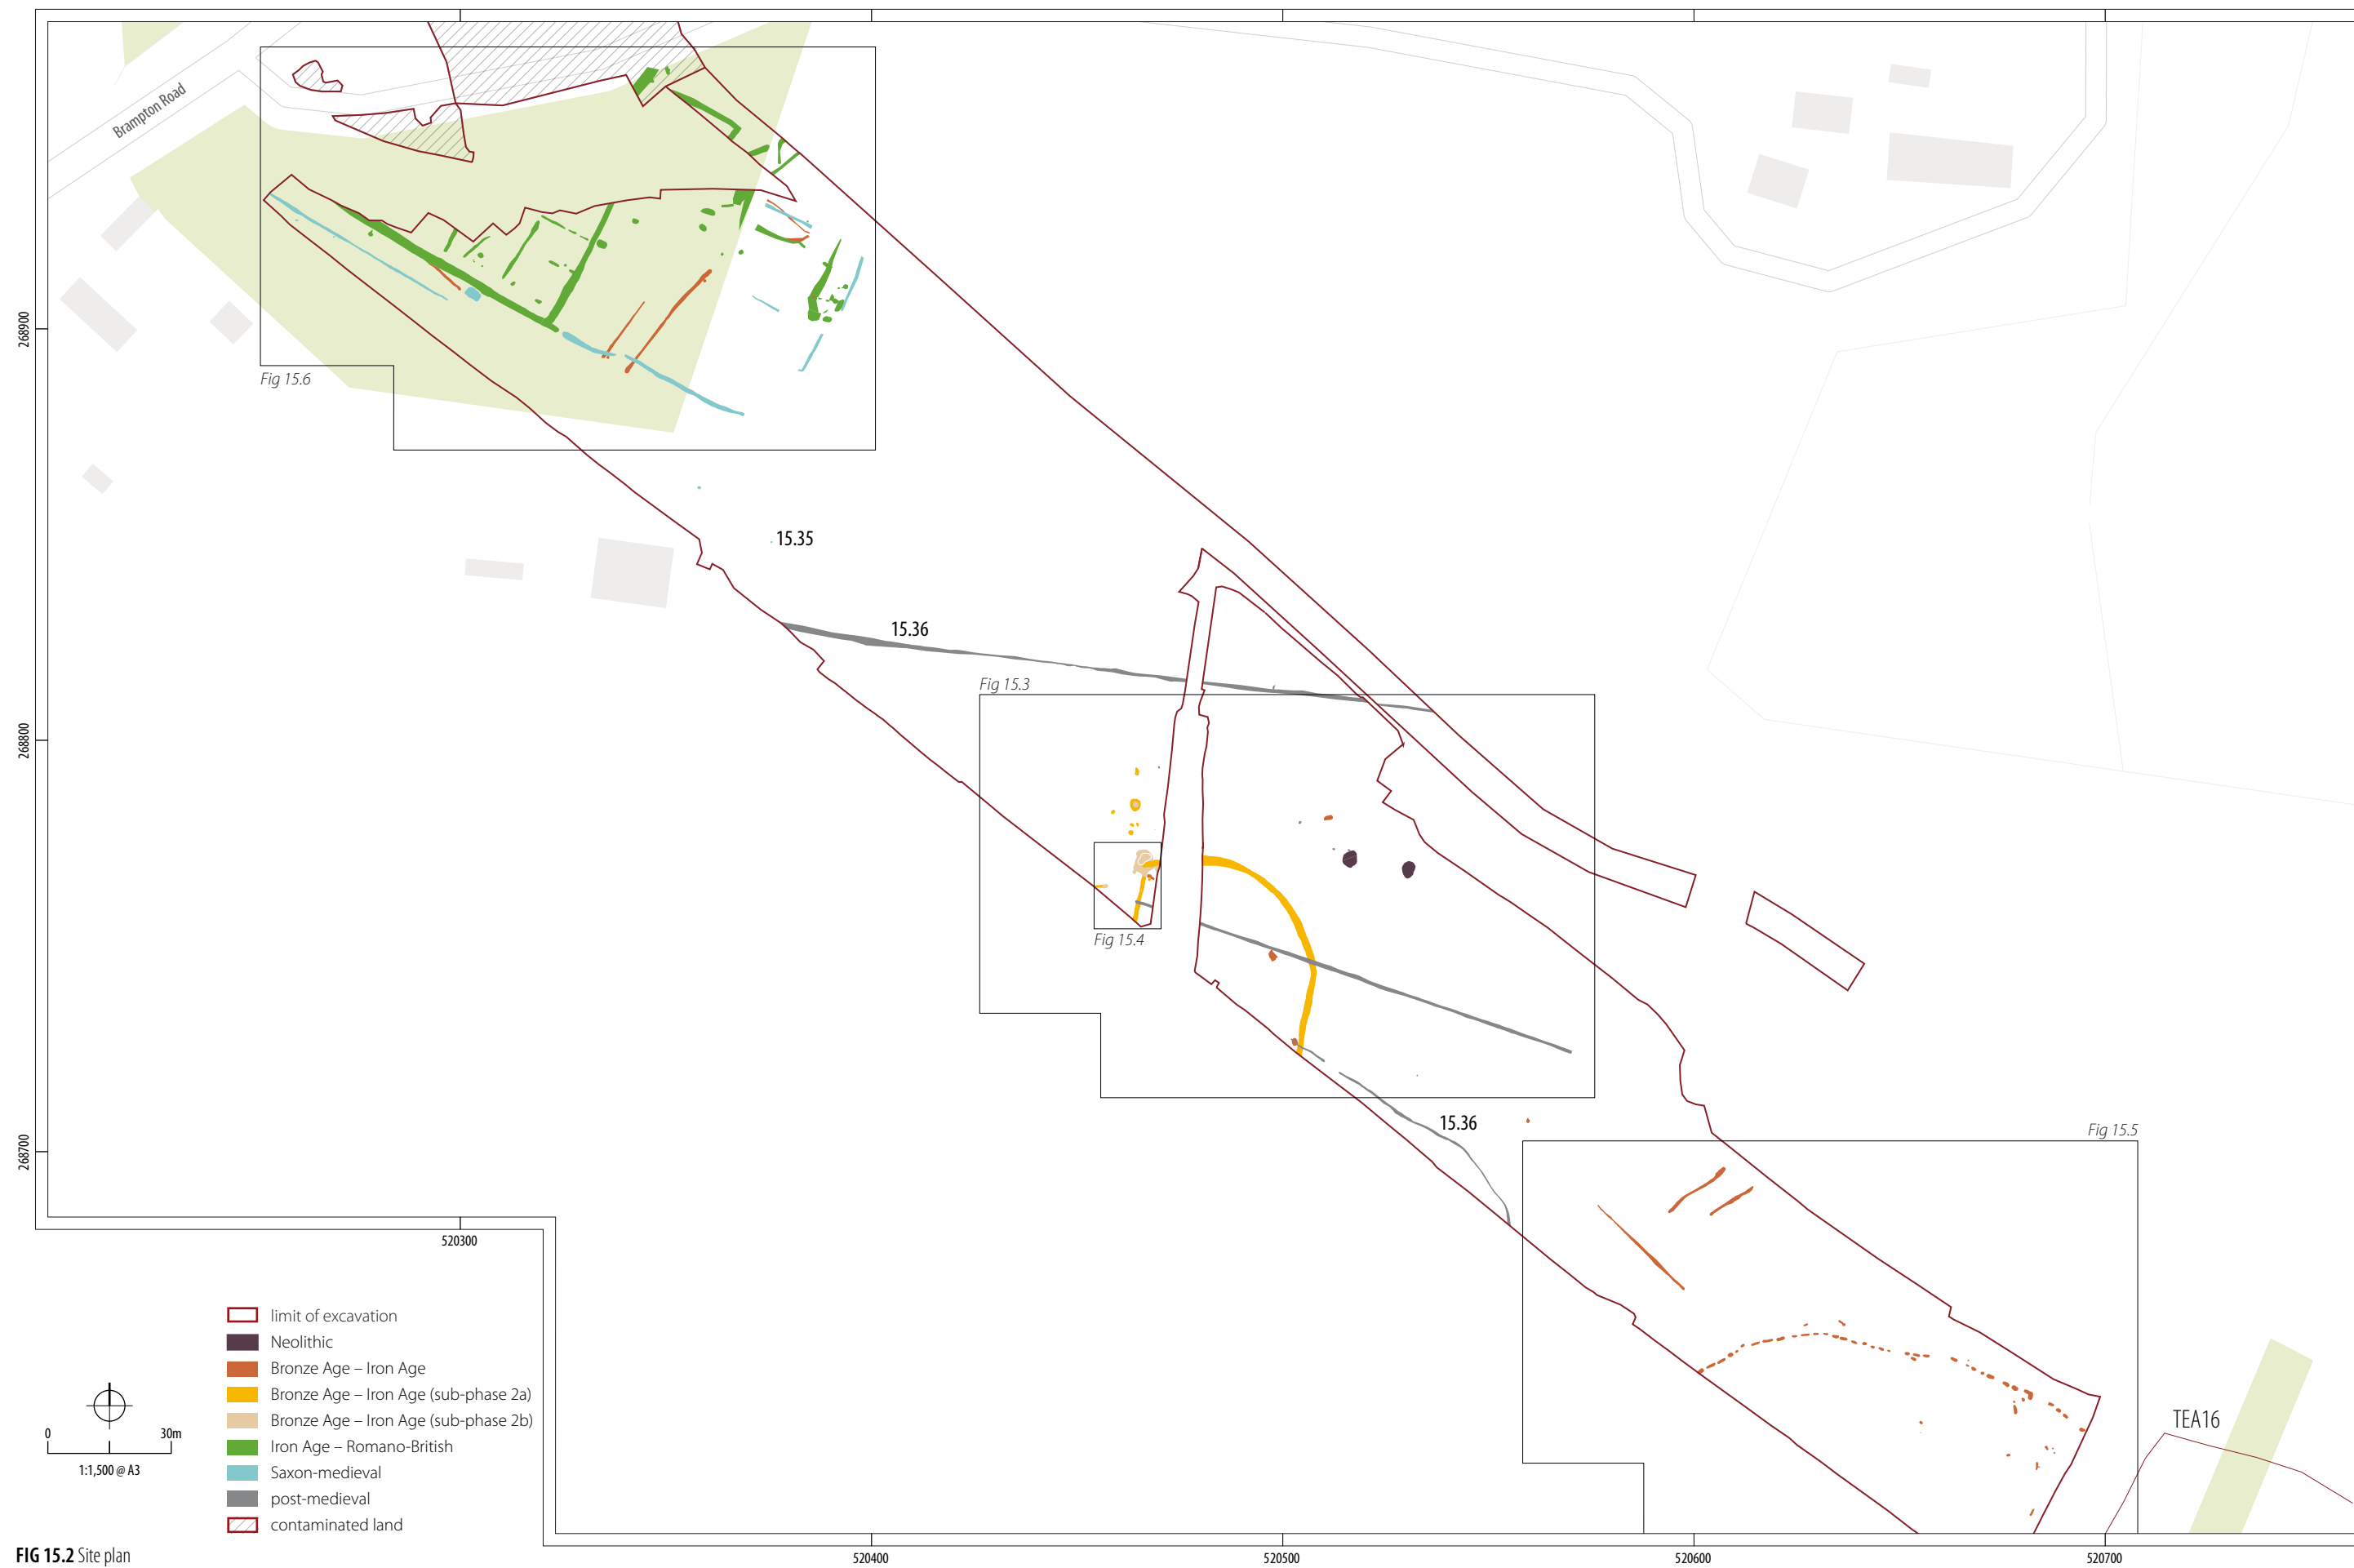 Brampton Road
268900
Fig 15.6
15.35
15.36
Fig 15.3
268800
Fig 15.4
15.36
268700
Fig 15.5
520300
limit of excavation
Neolithic
Bronze Age – Iron Age
Bronze Age – Iron Age (sub-phase 2a)
Bronze Age – Iron Age (sub-phase 2b)
Iron Age – Romano-British
Saxon-medieval
post-medieval
contaminated land
0 30m
1:1,500 @ A3
TEA16
FIG 15.2 Site plan
520400
520500
520600
520700